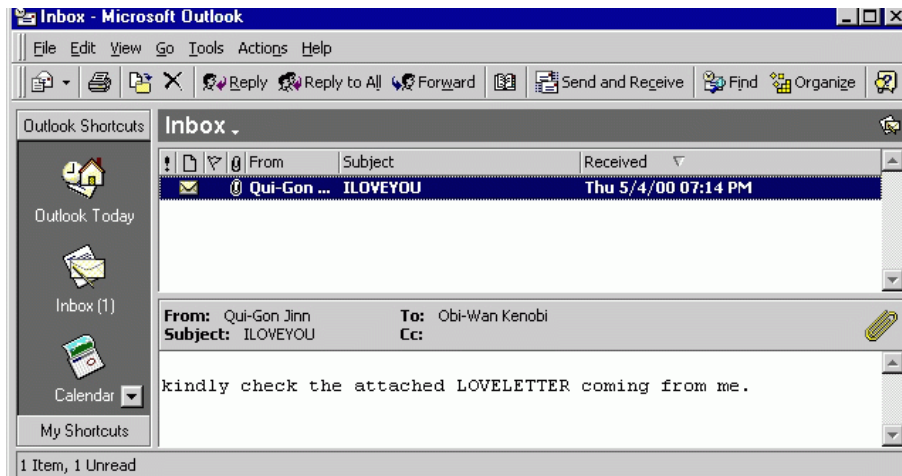 Inbox - Microsoft Outlook
File Edit View Go Tools Actions Help
Reply Reply to All Forward Send and Receive Find Organize
Outlook Shortcuts
Inbox
! From Subject Received
Qui-Gon ... ILOVEYOU Thu 5/4/00 07:14 PM
Outlook Today
Inbox (1)
Calendar
My Shortcuts
From: Qui-Gon Jinn To: Obi-Wan Kenobi
Subject: ILOVEYOU Cc:
kindly check the attached LOVELETTER coming from me.
1 Item, 1 Unread